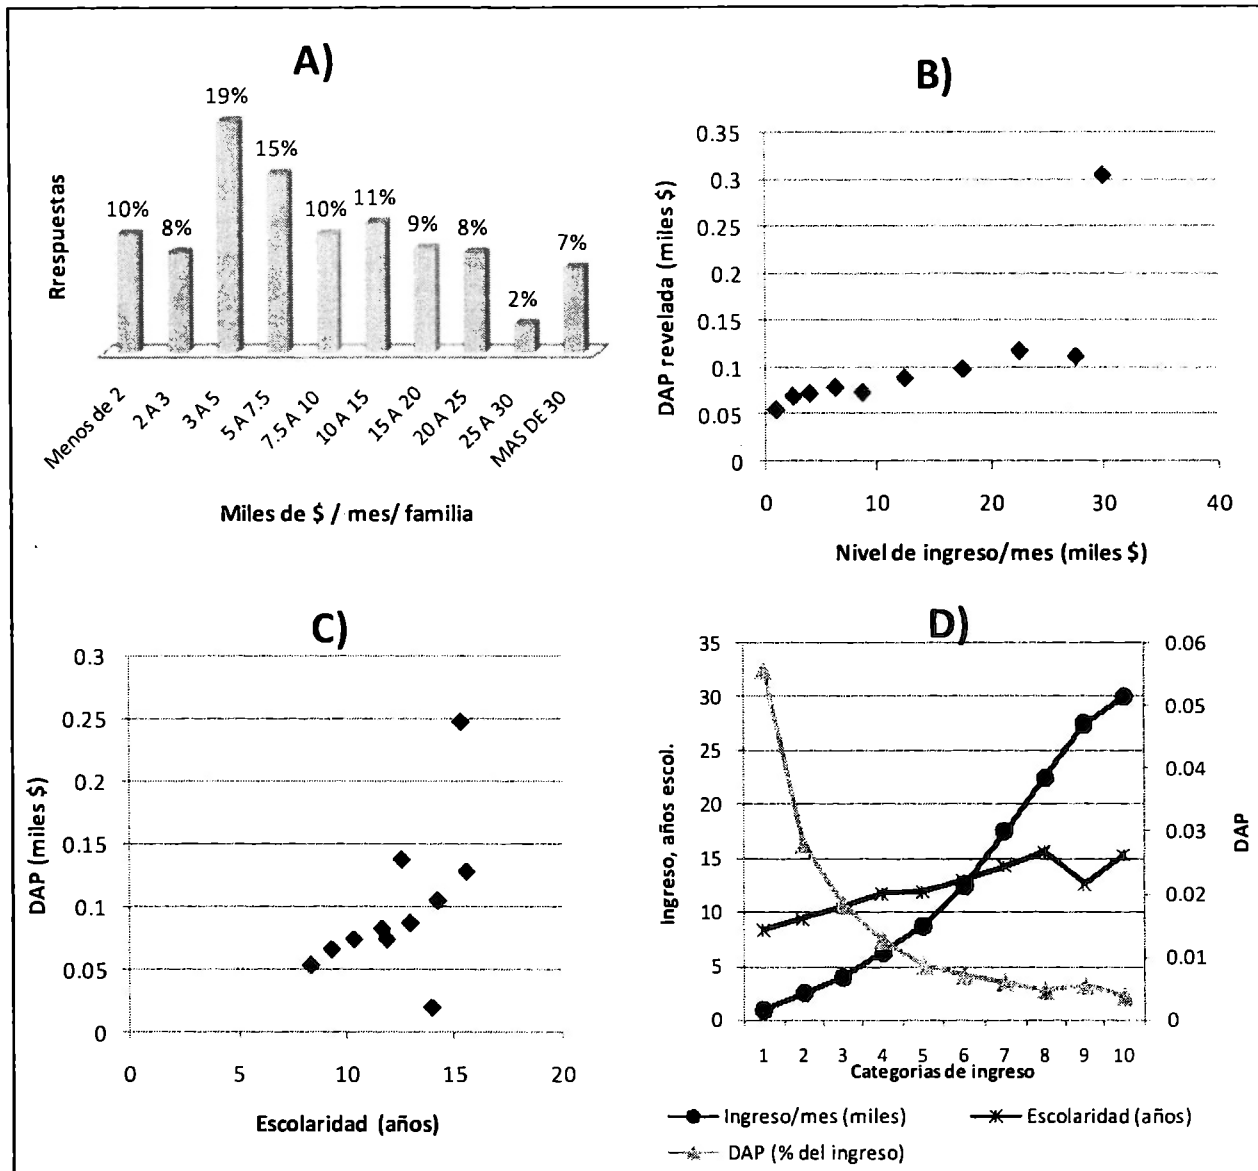 A)
19%
15%
10%
8%
10%
11%
9%
8%
2%
7%
Rrespuestas
Menos de 2
2 A 3
3 A 5
5 A 7.5
7.5 A 10
10 A 15
15 A 20
20 A 25
25 A 30
MAS DE 30
Miles de $ / mes/ familia
B)
0.35
0.3
0.25
0.2
0.15
0.1
0.05
0
DAP revelada (miles $)
0 10 20 30 40
Nivel de ingreso/mes (miles $)
C)
0.3
0.25
0.2
0.15
0.1
0.05
0
DAP (miles $)
0 5 10 15 20
Escolaridad (años)
D)
35
30
25
20
15
10
5
0
Ingreso, años escol.
0.06
0.05
0.04
0.03
0.02
0.01
0
DAP
1 2 3 4 5 6 7 8 9 10
Categorias de ingreso
Ingreso/mes (miles) Escolaridad (años)
DAP (% del ingreso)